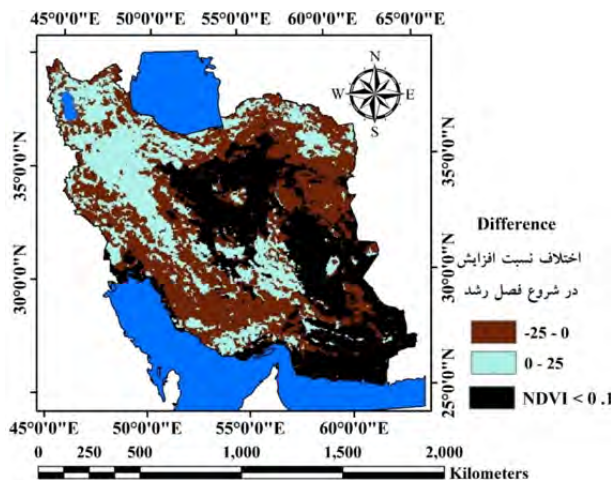 45°0'0"E 50°0'0"E 55°0'0"E 60°0'0"E 65°0'0"E
N
W E
S
35°0'0"N
30°0'0"N
35°0'0"N
30°0'0"N
25°0'0"N
Difference
اختلاف نسبت افزایش
در شروع فصل رشد
-25 - 0
0 - 25
NDVI < 0 .1
45°0'0"E 50°0'0"E 55°0'0"E 60°0'0"E
0 250 500 1,000 1,500 2,000
Kilometers